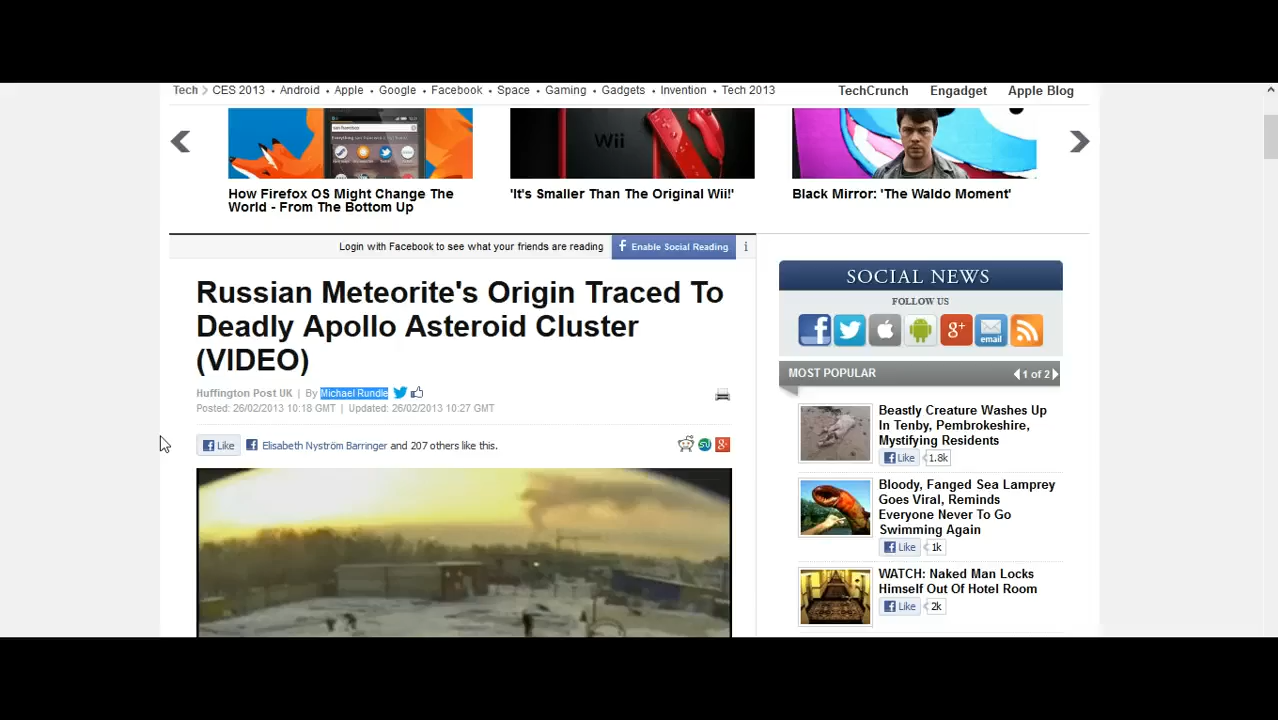 Tech CES 2013 • Android • Apple • Google • Facebook • Space • Gaming • Gadgets • Invention • Tech 2013 TechCrunch Engadget Apple Blog
Wii
How Firefox OS Might Change The
World - From The Bottom Up
'It's Smaller Than The Original Wii!'
Black Mirror: 'The Waldo Moment'
Login with Facebook to see what your friends are reading f Enable Social Reading i
Russian Meteorite's Origin Traced To
Deadly Apollo Asteroid Cluster
(VIDEO)
Huffington Post UK | By Michael Rundle
Posted: 26/02/2013 10:18 GMT | Updated: 26/02/2013 10:27 GMT
Like Elisabeth Nyström Barringer and 207 others like this.
SOCIAL NEWS
FOLLOW US
g+
email
MOST POPULAR 1 of 2
Beastly Creature Washes Up
In Tenby, Pembrokeshire,
Mystifying Residents
Like 1.8k
Bloody, Fanged Sea Lamprey
Goes Viral, Reminds
Everyone Never To Go
Swimming Again
Like 1k
WATCH: Naked Man Locks
Himself Out Of Hotel Room
Like 2k